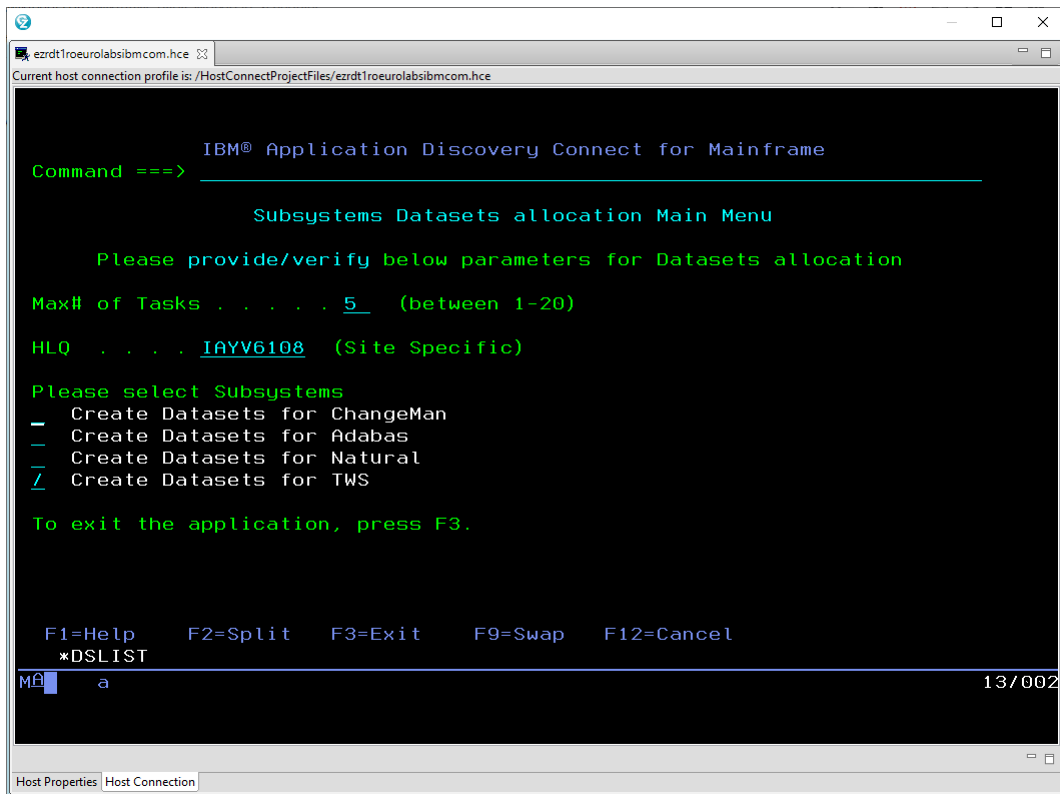 ezrdt1roeurolabsibmcom.hce
Current host connection profile is: /HostConnectProjectFiles/ezrdt1roeurolabsibmcom.hce
IBM® Application Discovery Connect for Mainframe
Command ===>
Subsystems Datasets allocation Main Menu
Please provide/verify below parameters for Datasets allocation
Max# of Tasks . . . . . 5 (between 1-20)
HLQ . . . . IAYV6108 (Site Specific)
Please select Subsystems
_ Create Datasets for ChangeMan
_ Create Datasets for Adabas
_ Create Datasets for Natural
/ Create Datasets for TWS
To exit the application, press F3.
F1=Help F2=Split F3=Exit F9=Swap F12=Cancel
*DSLIST
MA a 13/002
Host Properties Host Connection